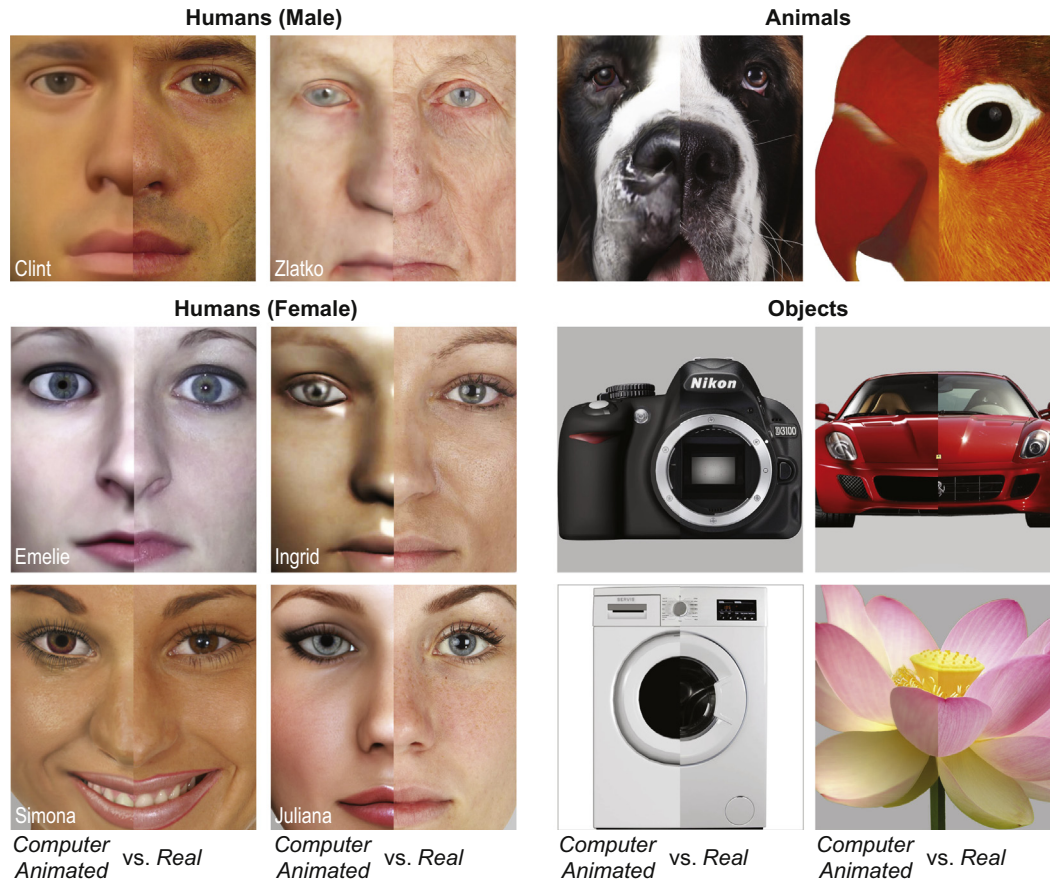 Humans (Male)
Animals
Clint
Zlatko
Humans (Female)
Objects
Emelie
Ingrid
Nikon
D3100
Simona
Juliana
Computer Animated vs. Real
Computer Animated vs. Real
Computer Animated vs. Real
Computer Animated vs. Real